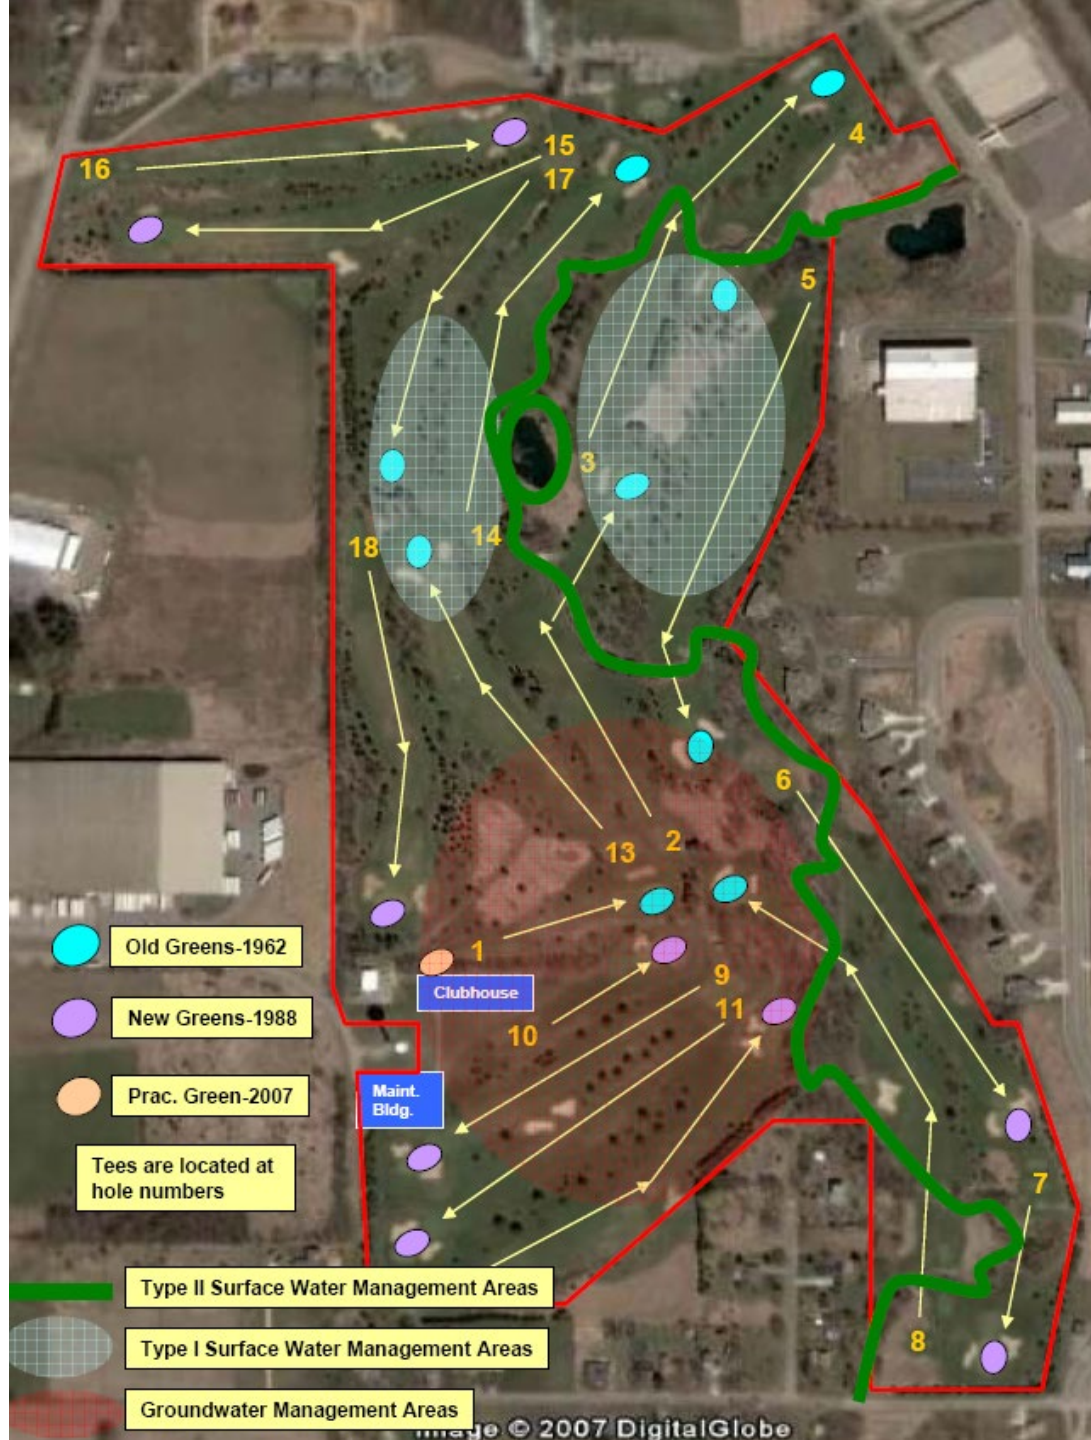 4
15
16
17
5
3
14
18
6
2
13
1
Clubhouse
9
11
10
Old Greens-1962
New Greens-1988
Prac. Green-2007
Maint.
Bldg.
Tees are located at
hole numbers
7
8
Type II Surface Water Management Areas
Type I Surface Water Management Areas
Groundwater Management Areas
Image © 2007 DigitalGlobe